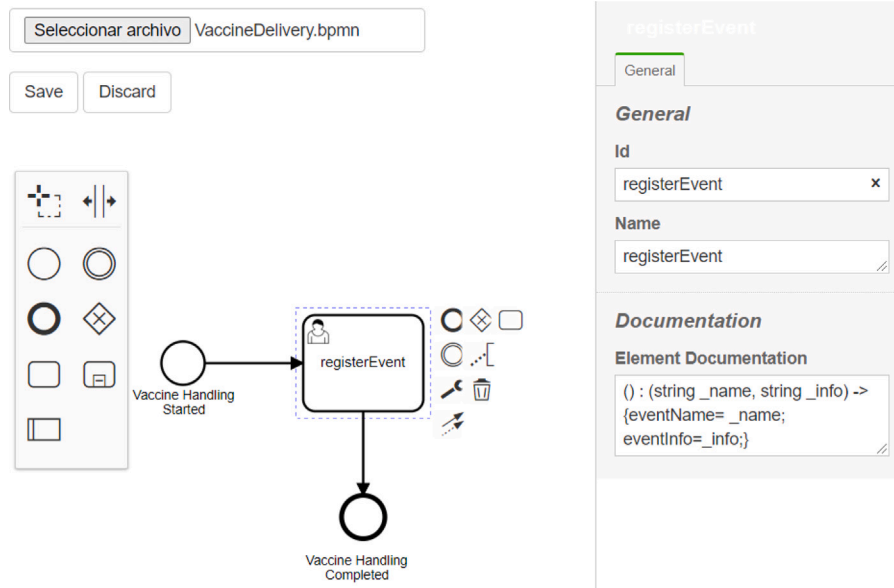 Seleccionar archivo VaccineDelivery.bpmn
Save Discard
Vaccine Handling
Started
registerEvent
Vaccine Handling
Completed
registerEvent
General
General
Id
registerEvent x
Name
registerEvent
Documentation
Element Documentation
() : (string _name, string _info) ->
{eventName= _name;
eventInfo=_info;}